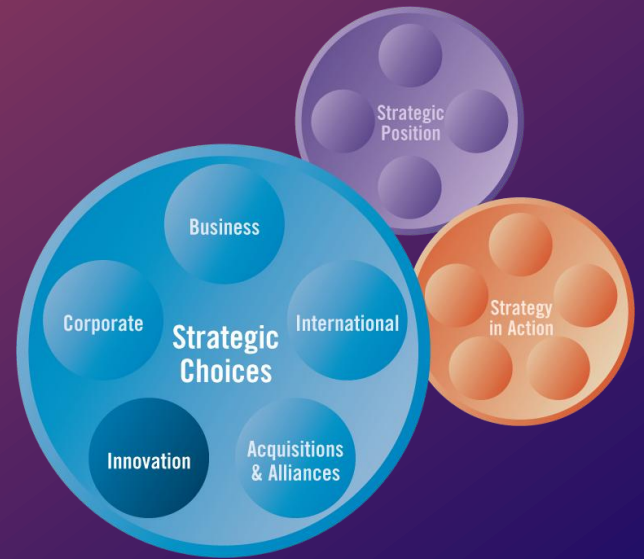 Strategic
Position
Business
Corporate
International
Strategic
Choices
Strategy
in Action
Innovation
Acquisitions
& Alliances